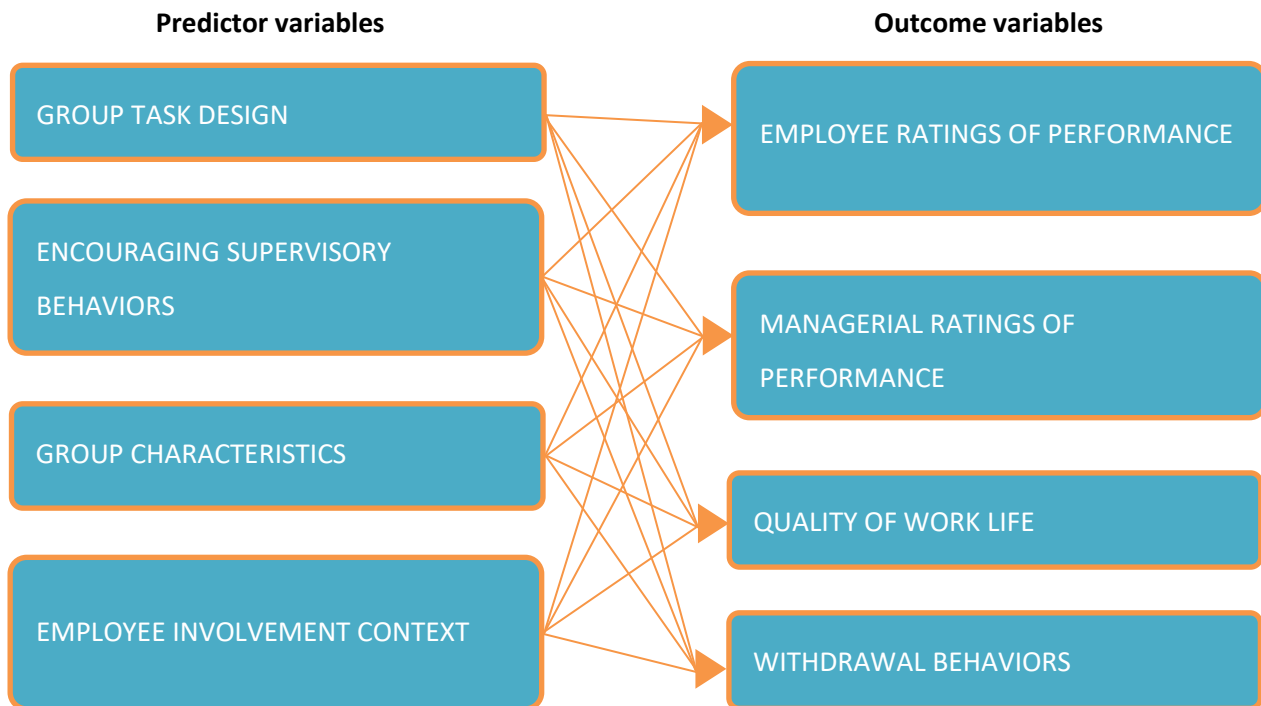 Predictor variables
Outcome variables
GROUP TASK DESIGN
ENCOURAGING SUPERVISORY
BEHAVIORS
GROUP CHARACTERISTICS
EMPLOYEE INVOLVEMENT CONTEXT
EMPLOYEE RATINGS OF PERFORMANCE
MANAGERIAL RATINGS OF
PERFORMANCE
QUALITY OF WORK LIFE
WITHDRAWAL BEHAVIORS